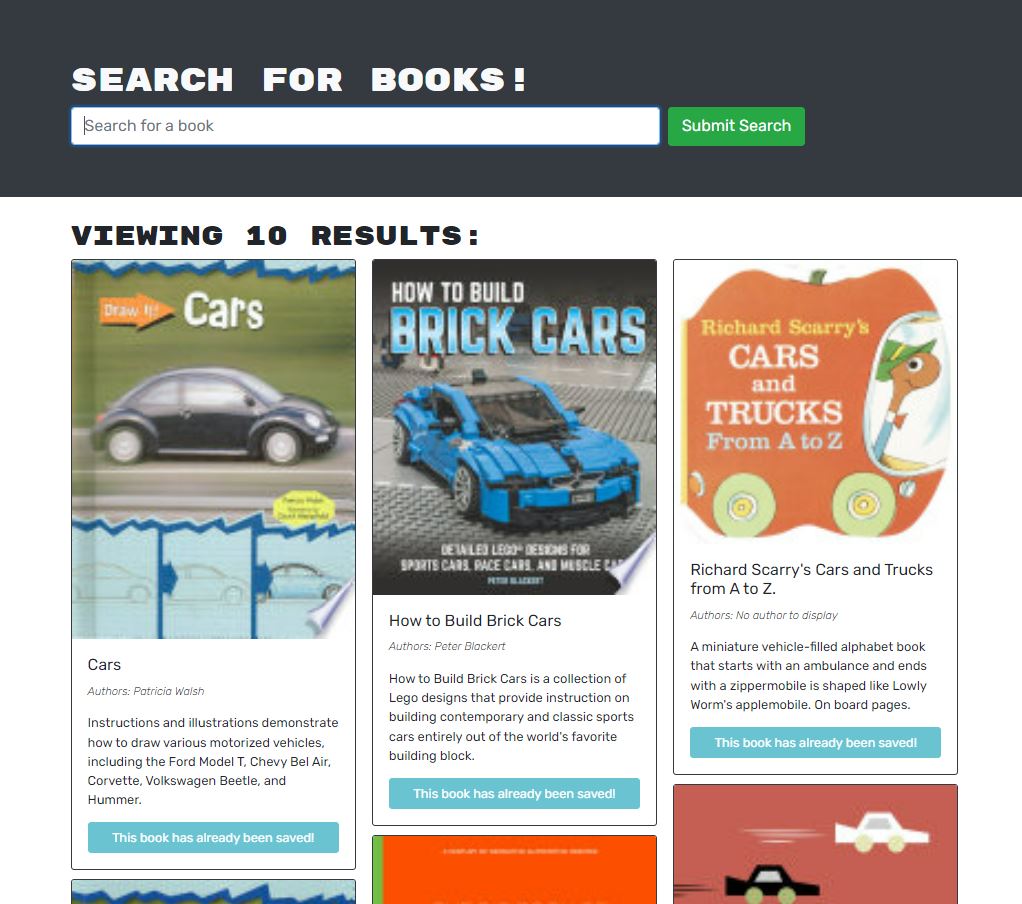 SEARCH FOR BOOKS!
Search for a book
Submit Search
VIEWING 10 RESULTS:
Draw It!
Cars
Patricia Walsh
Cars
Authors: Patricia Walsh
Instructions and illustrations demonstrate
how to draw various motorized vehicles,
including the Ford Model T, Chevy Bel Air,
Corvette, Volkswagen Beetle, and
Hummer.
This book has already been saved!
HOW TO BUILD
BRICK CARS
DETAILED LEGO® DESIGNS FOR
SPORTS CARS, RACE CARS, AND MUSCLE
PETER BLACKERT
How to Build Brick Cars
Authors: Peter Blackert
How to Build Brick Cars is a collection of
Lego designs that provide instruction on
building contemporary and classic sports
cars entirely out of the world's favorite
building block.
This book has already been saved!
Richard Scarry's
CARS
and
TRUCKS
From A to Z
Richard Scarry's Cars and Trucks
from A to Z.
Authors: No author to display
A miniature vehicle-filled alphabet book
that starts with an ambulance and ends
with a zippermobile is shaped like Lowly
Worm's applemobile. On board pages.
This book has already been saved!